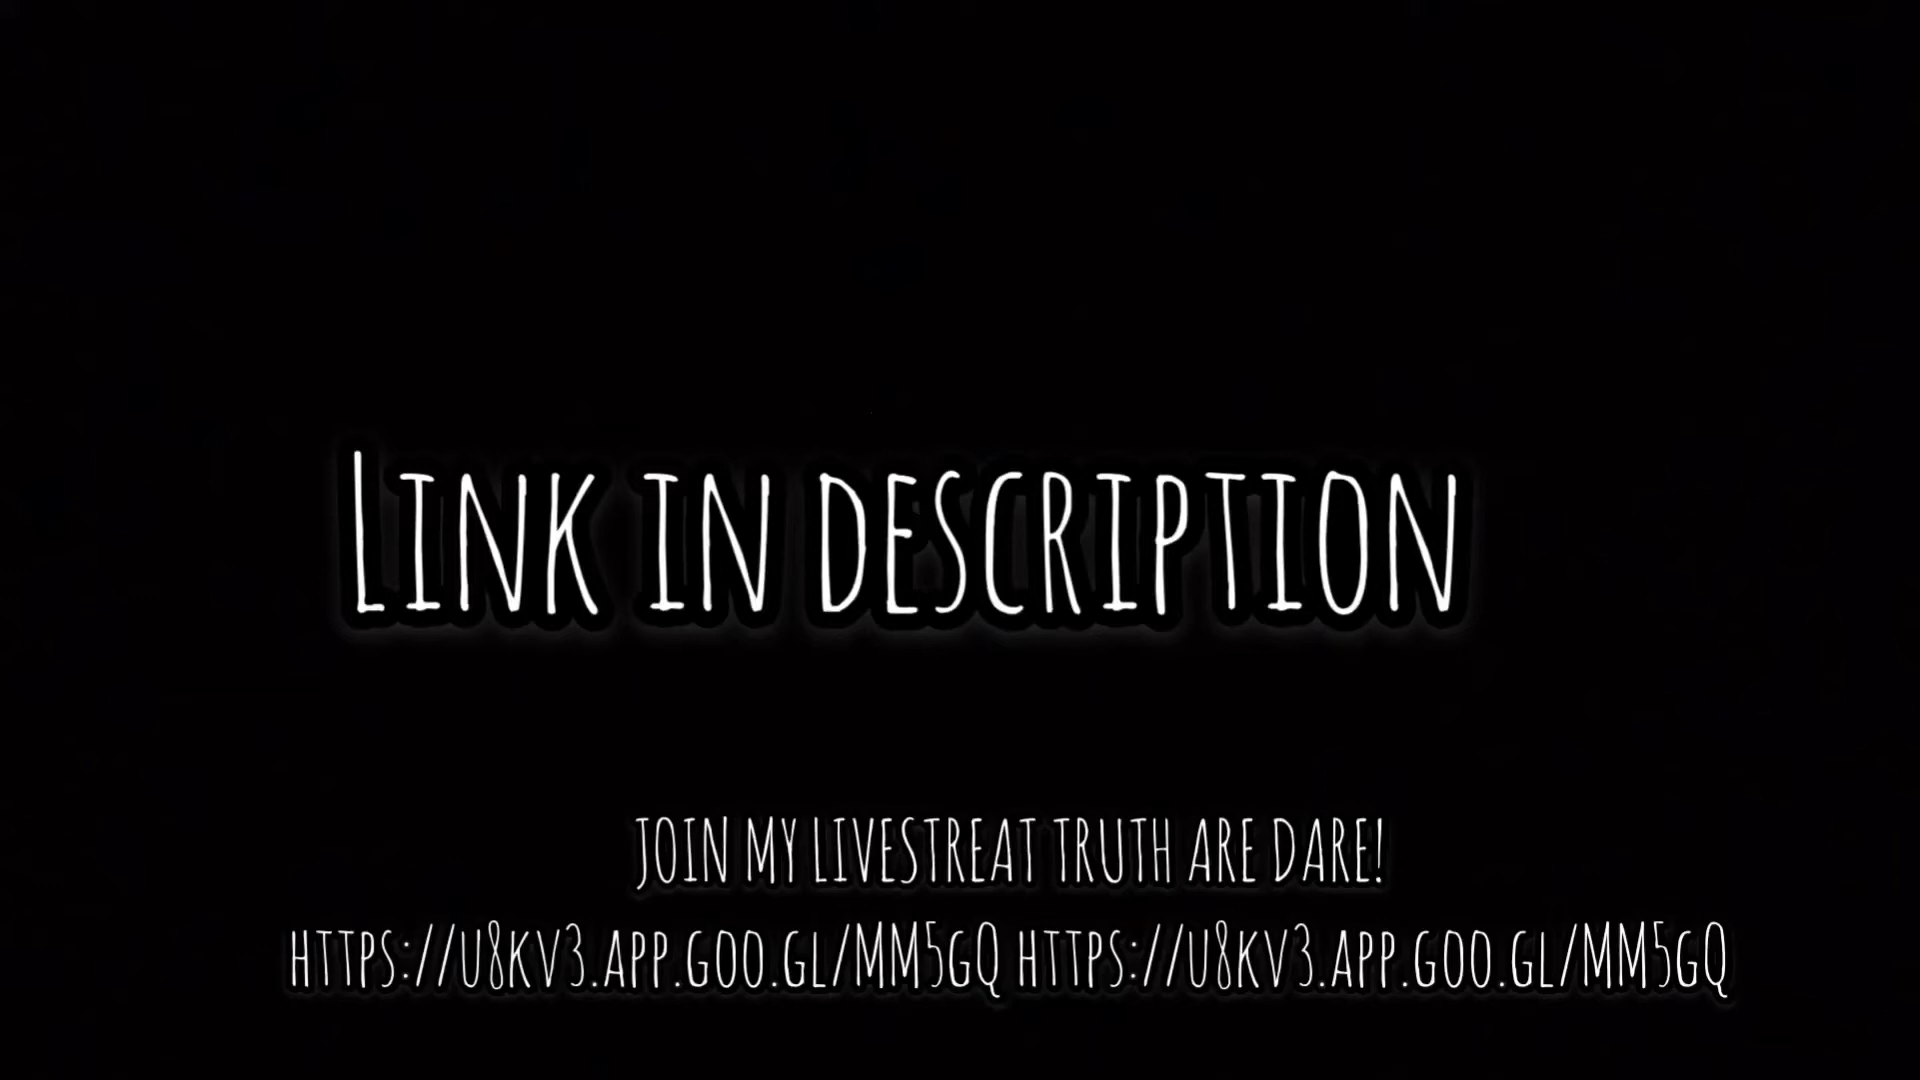 Link in description
JOIN MY LIVESTREAT TRUTH ARE DARE!
https://u8kv3.app.goo.gl/MM5gQ https://u8kv3.app.goo.gl/MM5gQ